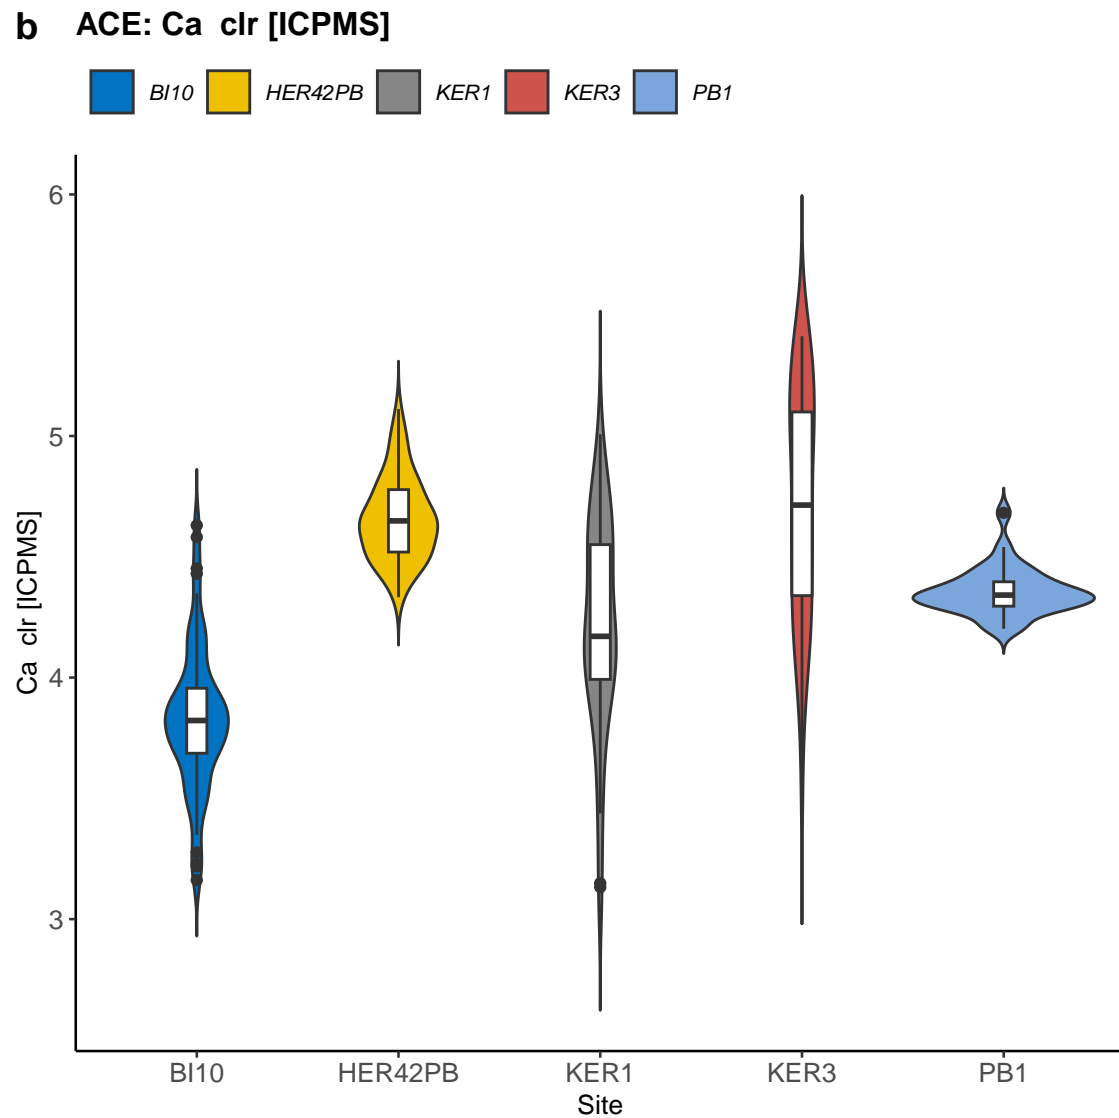 b ACE: Ca clr [ICPMS]
BI10 HER42PB KER1 KER3 PB1
6
5
4
3
Ca clr [ICPMS]
BI10 HER42PB KER1 KER3 PB1
Site